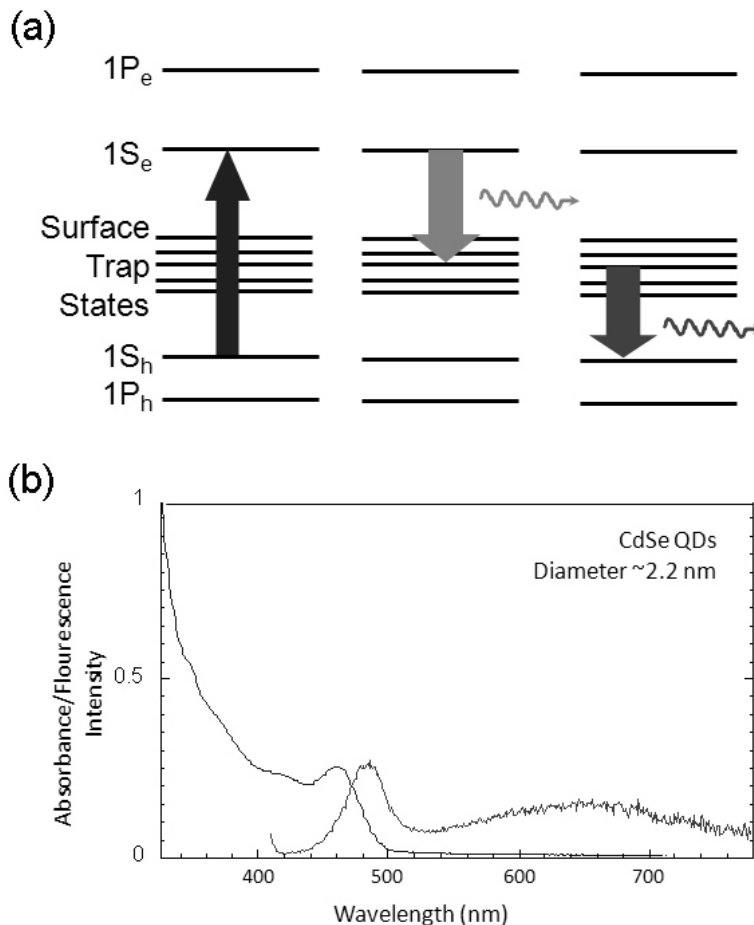 (a)
1Pe
1Se
Surface
Trap
States
1Sh
1Ph
(b)
1
0.5
0
Absorbance/Flourescence
Intensity
CdSe QDs
Diameter ~2.2 nm
400 500 600 700
Wavelength (nm)